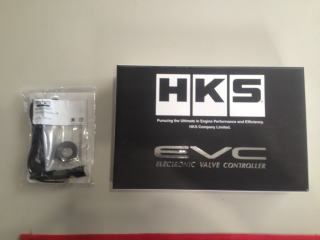 HKS
Pursuing the Ultimate in Engine Performance and Efficiency.
HKS Company Limited.
EVC
ELECTRONIC VALVE CONTROLLER